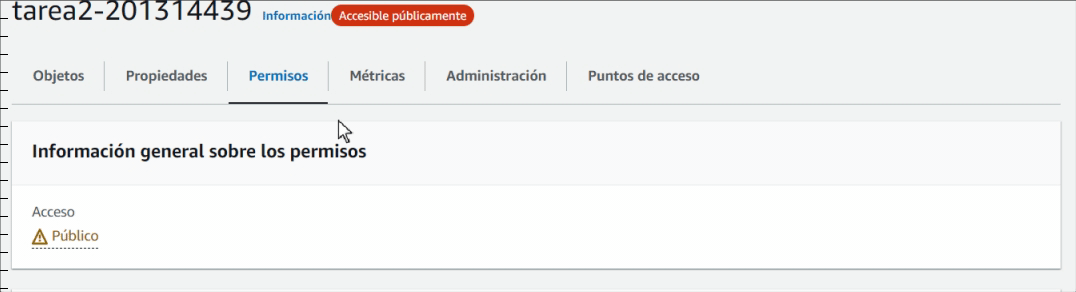 tarea2-201314439 Información Accesible públicamente
Objetos Propiedades Permisos Métricas Administración Puntos de acceso
Información general sobre los permisos
Acceso
Público